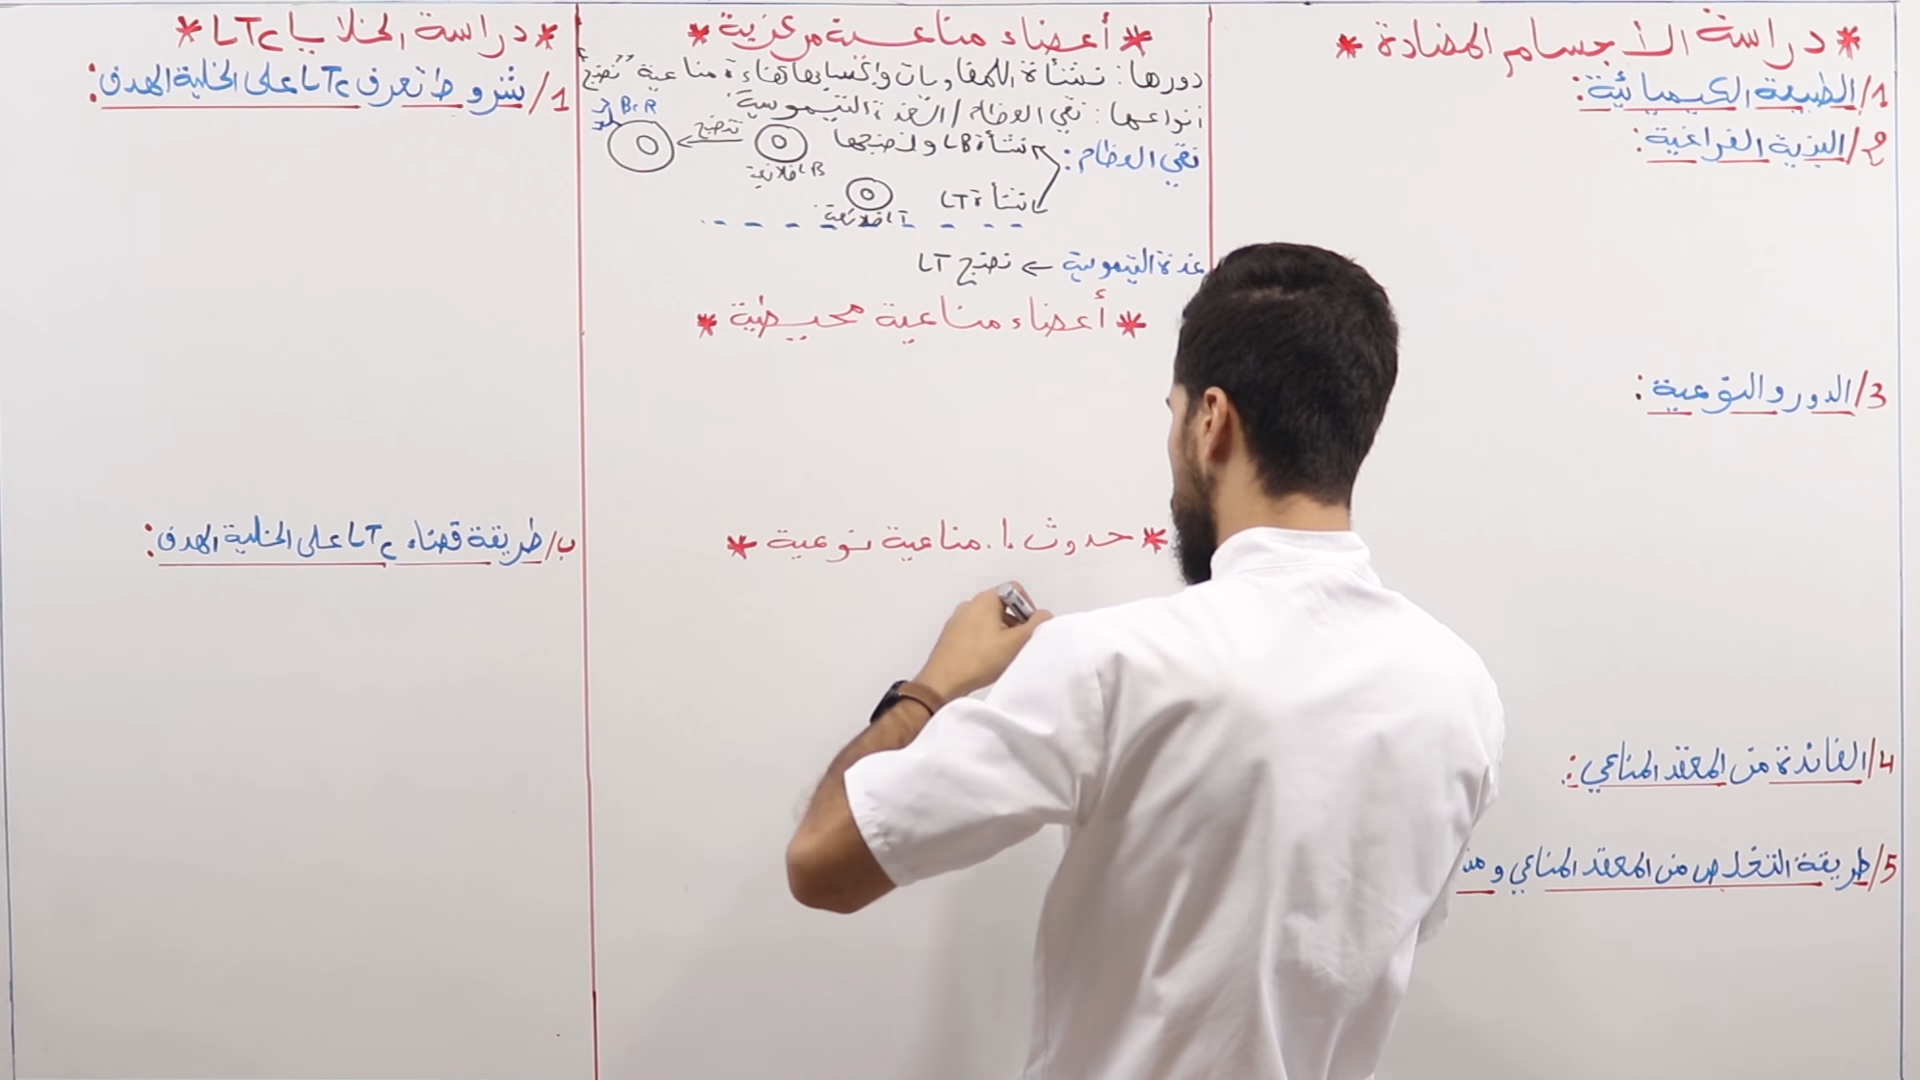 * دراسة الأجسام المضادة *
1/ الطبيعة الكيميائية:
2/ البنية الفراغية:
3/ الدور والنوعية:
4/ الفائدة من المعقد المناعي:
5/ طريقة التخلص من المعقد المناعي و
* أعضاء مناعية مركزية *
دورها: نشأة اللمفاويات وإكسابها كفاءة مناعية "نضج"
أنواعها: نقي العظام / الغدة التيموسية
نقي العظام:
نشأة LB ونضجها
LB
تنضج
BcR
نشأة LT
LT
غدة التيموسية ← نضج LT
* أعضاء مناعية محيطية *
* حدوث إ. مناعية نوعية *
* دراسة الخلايا LTc *
1/ شروط تعرف LTc على الخلية الهدف:
ب/ طريقة قضاء LTc على الخلية الهدف: